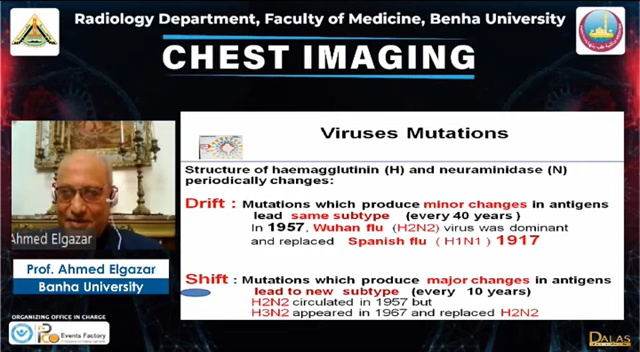 Radiology Department, Faculty of Medicine, Benha University
CHEST IMAGING
Viruses Mutations
Structure of haemagglutinin (H) and neuraminidase (N)
periodically changes:
Drift : Mutations which produce minor changes in antigens
lead same subtype (every 40 years)
In 1957, Wuhan flu (H2N2) virus was dominant
and replaced Spanish flu (H1N1) 1917
Shift : Mutations which produce major changes in antigens
lead to new subtype (every 10 years)
H2N2 circulated in 1957 but
H3N2 appeared in 1967 and replaced H2N2
Ahmed Elgazar
Prof. Ahmed Elgazar
Banha University
ORGANIZING OFFICE IN CHARGE
Events Factory
DALAS